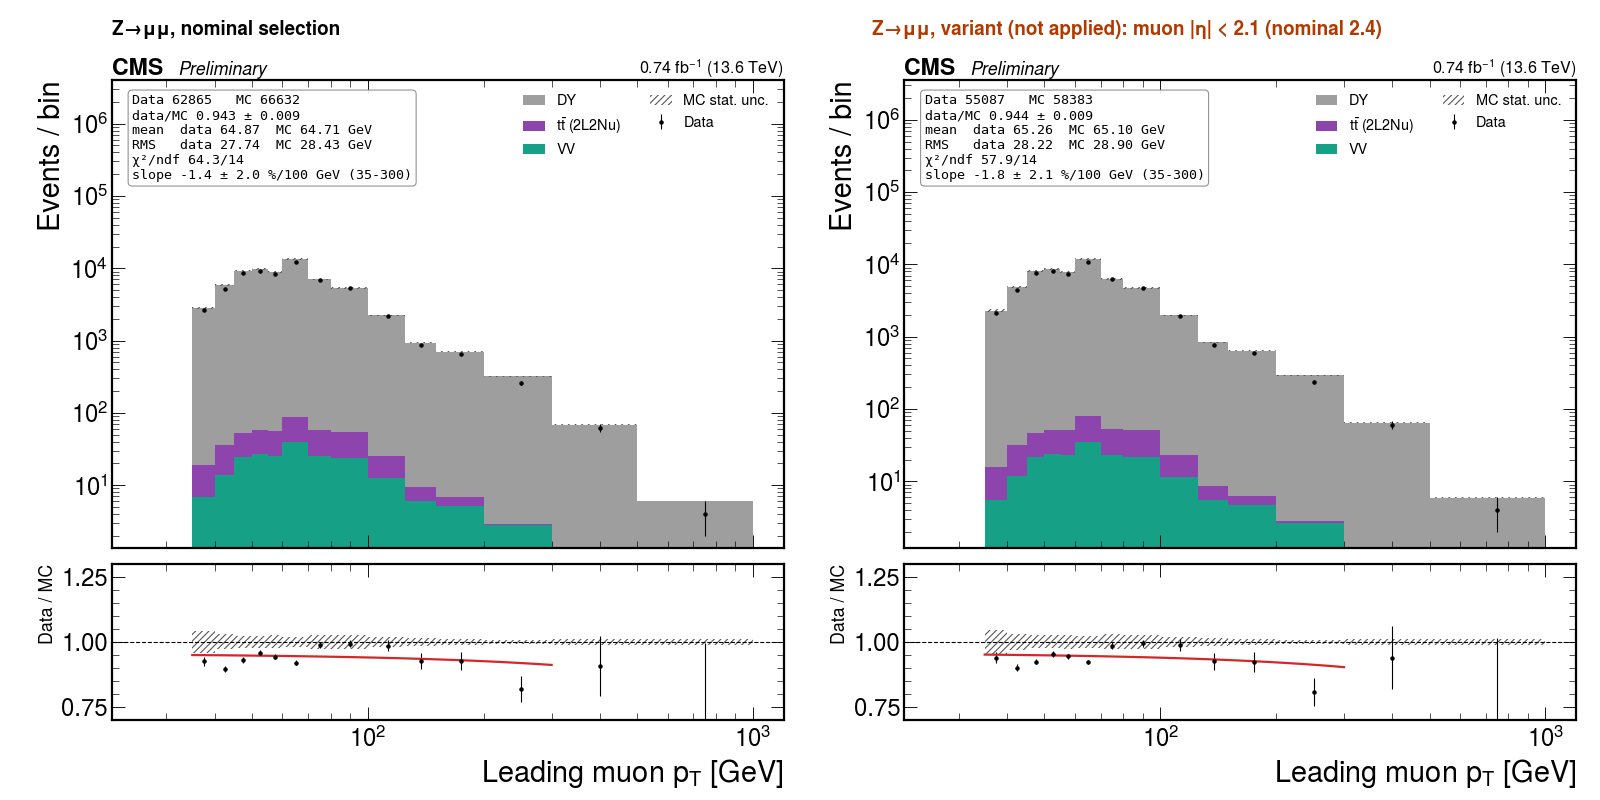 Z→μμ, nominal selection
CMS Preliminary 0.74 fb⁻¹ (13.6 TeV)
Events / bin
10⁶
10⁵
10⁴
10³
10²
10¹
Data 62865 MC 66632
data/MC 0.943 ± 0.009
mean data 64.87 MC 64.71 GeV
RMS data 27.74 MC 28.43 GeV
χ²/ndf 64.3/14
slope -1.4 ± 2.0 %/100 GeV (35-300)
DY
tt̄ (2L2Nu)
VV
MC stat. unc.
Data
Data / MC
1.25
1.00
0.75
10² 10³
Leading muon p_T [GeV]
Z→μμ, variant (not applied): muon |η| < 2.1 (nominal 2.4)
CMS Preliminary 0.74 fb⁻¹ (13.6 TeV)
Events / bin
10⁶
10⁵
10⁴
10³
10²
10¹
Data 55087 MC 58383
data/MC 0.944 ± 0.009
mean data 65.26 MC 65.10 GeV
RMS data 28.22 MC 28.90 GeV
χ²/ndf 57.9/14
slope -1.8 ± 2.1 %/100 GeV (35-300)
DY
tt̄ (2L2Nu)
VV
MC stat. unc.
Data
Data / MC
1.25
1.00
0.75
10² 10³
Leading muon p_T [GeV]